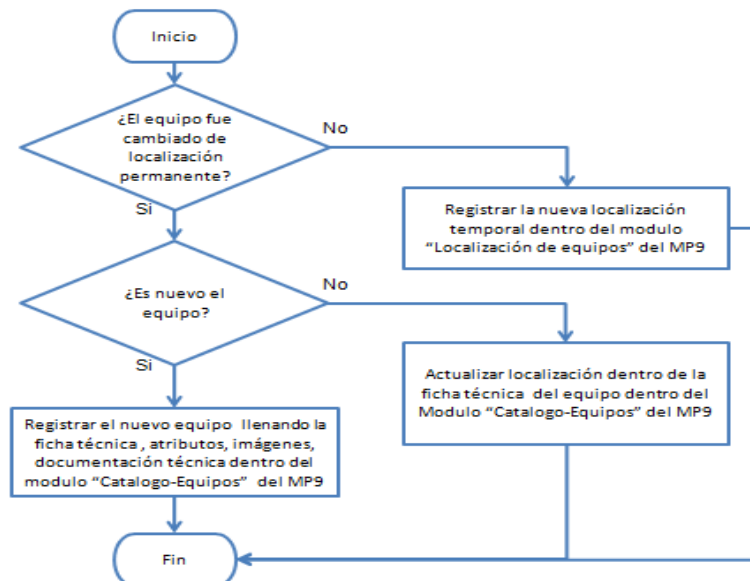 Inicio
¿El equipo fue
cambiado de
localización
permanente?
No
Si
Registrar la nueva localización
temporal dentro del modulo
“Localización de equipos” del MP9
¿Es nuevo el
equipo?
No
Si
Actualizar localización dentro de la
ficha técnica del equipo dentro del
Modulo “Catalogo-Equipos” del MP9
Registrar el nuevo equipo llenando la
ficha técnica , atributos, imágenes,
documentación técnica dentro del
modulo “Catalogo-Equipos” del MP9
Fin